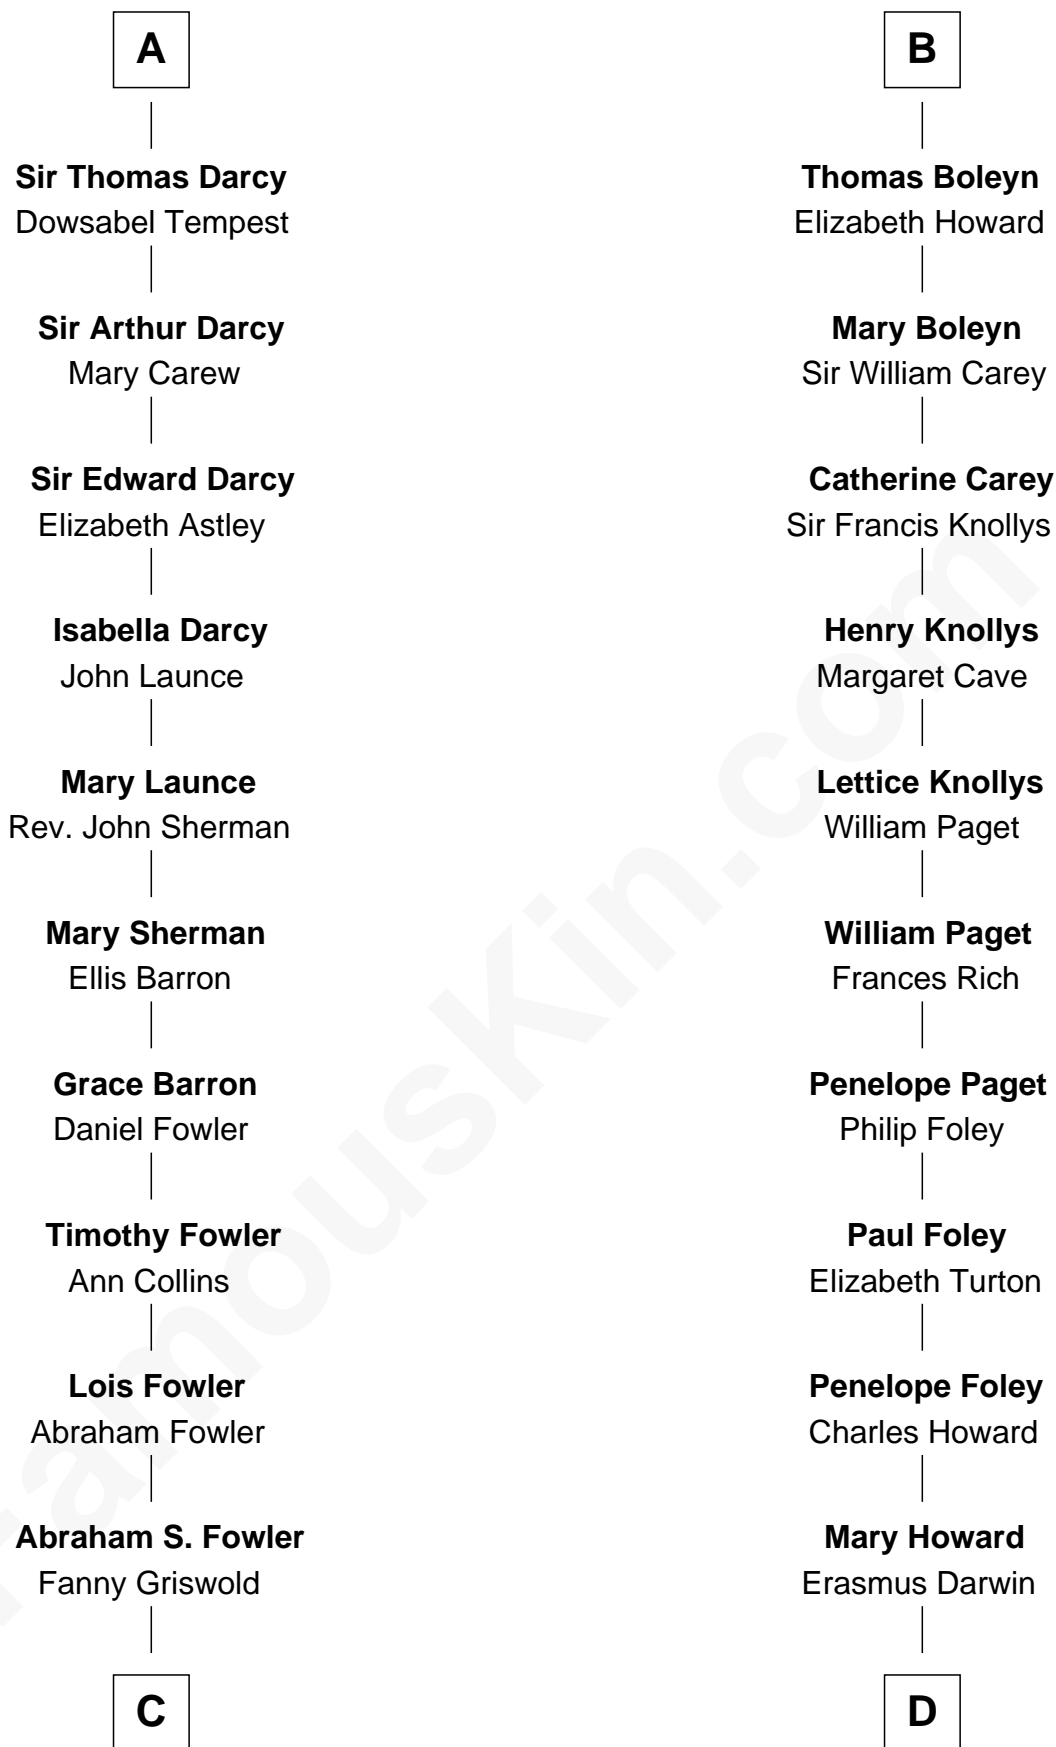 A
Sir Thomas Darcy
Dowsabel Tempest
Sir Arthur Darcy
Mary Carew
Sir Edward Darcy
Elizabeth Astley
Isabella Darcy
John Launce
Mary Launce
Rev. John Sherman
Mary Sherman
Ellis Barron
Grace Barron
Daniel Fowler
Timothy Fowler
Ann Collins
Lois Fowler
Abraham Fowler
Abraham S. Fowler
Fanny Griswold
C
B
Thomas Boleyn
Elizabeth Howard
Mary Boleyn
Sir William Carey
Catherine Carey
Sir Francis Knollys
Henry Knollys
Margaret Cave
Lettice Knollys
William Paget
William Paget
Frances Rich
Penelope Paget
Philip Foley
Paul Foley
Elizabeth Turton
Penelope Foley
Charles Howard
Mary Howard
Erasmus Darwin
D
FamousKin.com